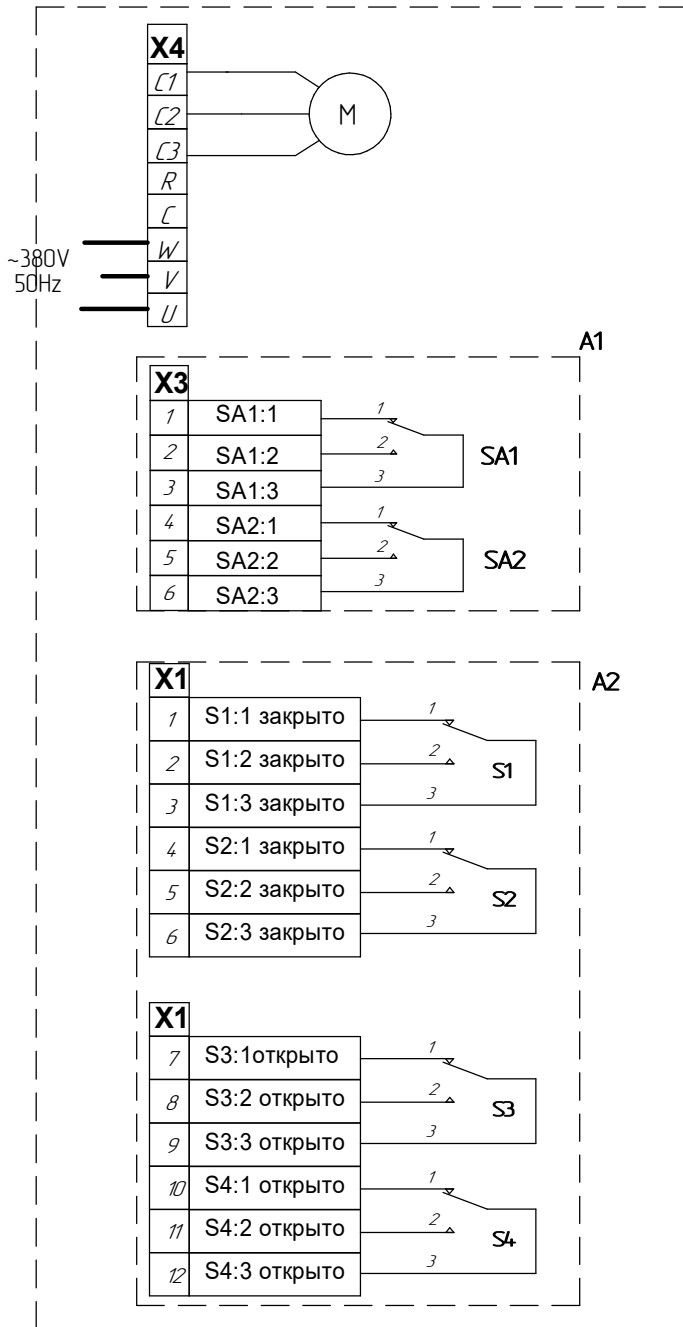 X4
C1
C2
M
C3
R
C
W
~380V
V
50Hz
U
A1
X3
1 SA1:1 1
2 SA1:2 2 SA1
3 SA1:3 3
4 SA2:1 1
5 SA2:2 2 SA2
6 SA2:3 3
X1 A2
1 S1:1 закрыто 1
2 S1:2 закрыто 2 S1
3 S1:3 закрыто 3
4 S2:1 закрыто 1
5 S2:2 закрыто 2 S2
6 S2:3 закрыто 3
X1
7 S3:1открыто 1
8 S3:2 открыто 2 S3
9 S3:3 открыто 3
10 S4:1 открыто 1
11 S4:2 открыто 2 S4
12 S4:3 открыто 3